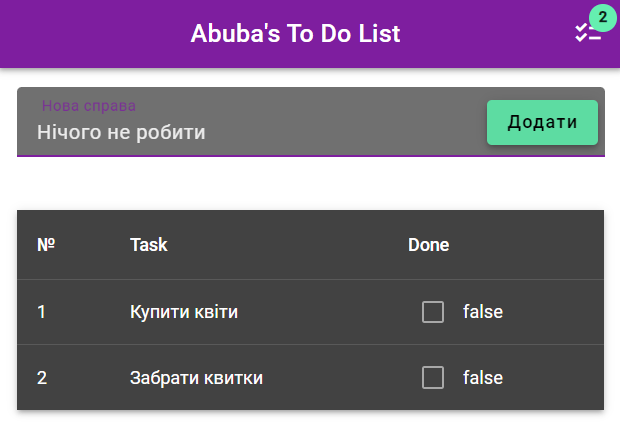 Abuba's To Do List
2
Нова справа
Нічого не робити
Додати
№ Task Done
1 Купити квіти false
2 Забрати квитки false